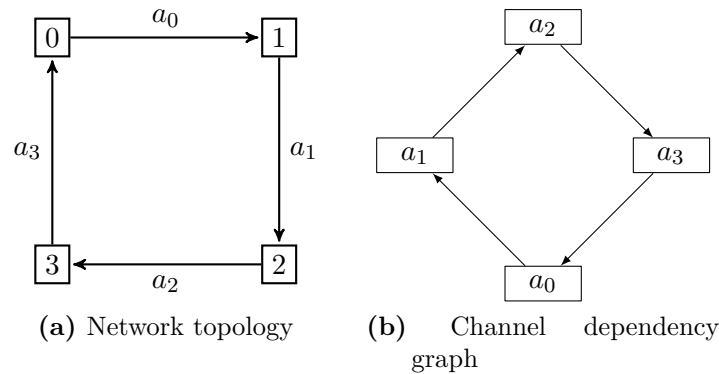 a₀
0 1
a₃ a₁
3 2
a₂
(a) Network topology
a₂
a₁ a₃
a₀
(b) Channel dependency
graph